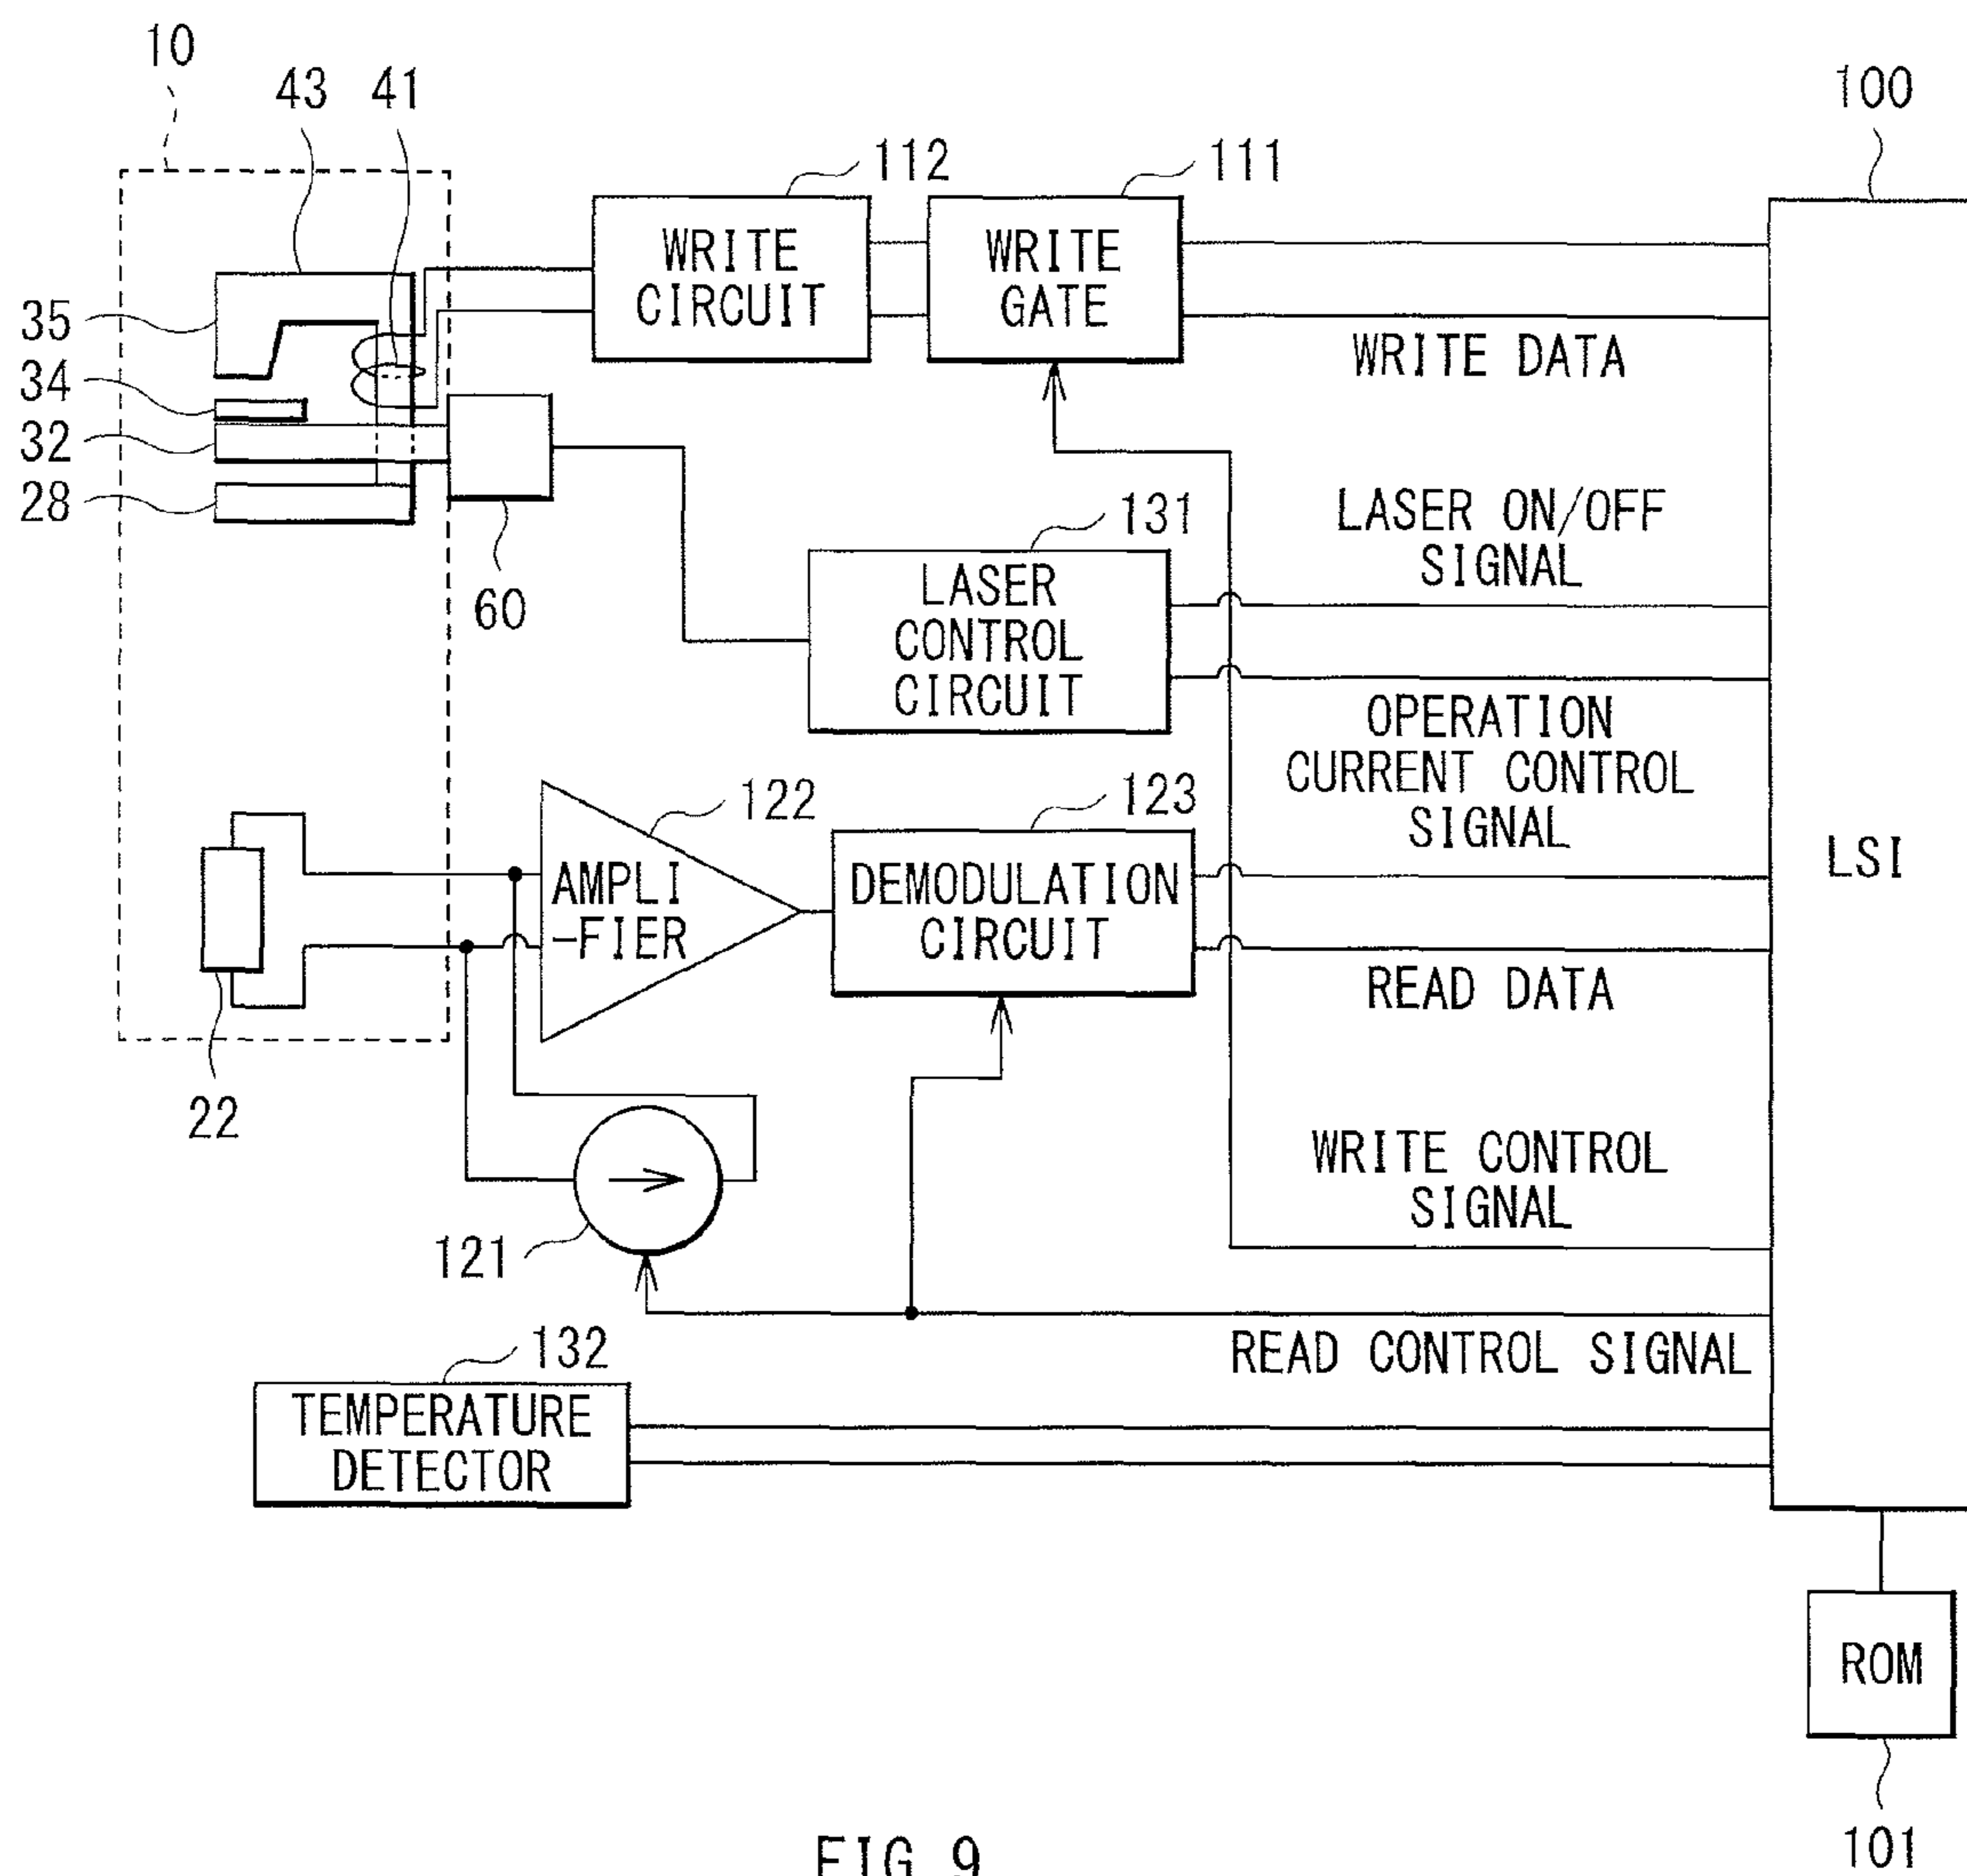 10
43
41
100
112
111
WRITE
CIRCUIT
WRITE
GATE
35
WRITE DATA
34
32
28
LASER ON/OFF
SIGNAL
131
60
LASER
CONTROL
CIRCUIT
OPERATION
CURRENT CONTROL
SIGNAL
122
123
LSI
AMPLI
-FIER
DEMODULATION
CIRCUIT
READ DATA
22
WRITE CONTROL
SIGNAL
121
READ CONTROL SIGNAL
132
TEMPERATURE
DETECTOR
ROM
101
FIG. 9